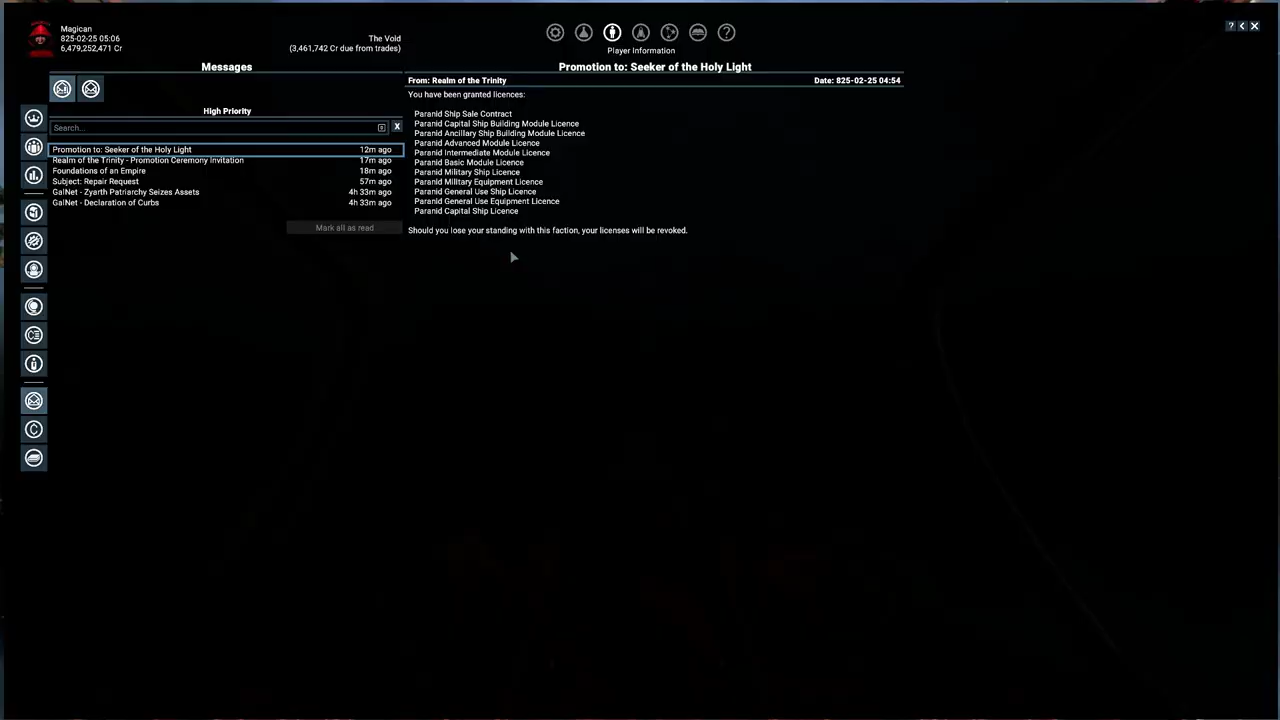 Magican
825-02-25 05:06
6,479,252,471 Cr
The Void
(3,461,742 Cr due from trades)
?
Player Information
? < X
Messages
High Priority
Search...
X
Promotion to: Seeker of the Holy Light 12m ago
Realm of the Trinity - Promotion Ceremony Invitation 17m ago
Foundations of an Empire 18m ago
Subject: Repair Request 57m ago
GalNet - Zyarth Patriarchy Seizes Assets 4h 33m ago
GalNet - Declaration of Curbs 4h 33m ago
Mark all as read
Promotion to: Seeker of the Holy Light
From: Realm of the Trinity Date: 825-02-25 04:54
You have been granted licences:
Paranid Ship Sale Contract
Paranid Capital Ship Building Module Licence
Paranid Ancillary Ship Building Module Licence
Paranid Advanced Module Licence
Paranid Intermediate Module Licence
Paranid Basic Module Licence
Paranid Military Ship Licence
Paranid Military Equipment Licence
Paranid General Use Ship Licence
Paranid General Use Equipment Licence
Paranid Capital Ship Licence
Should you lose your standing with this faction, your licenses will be revoked.